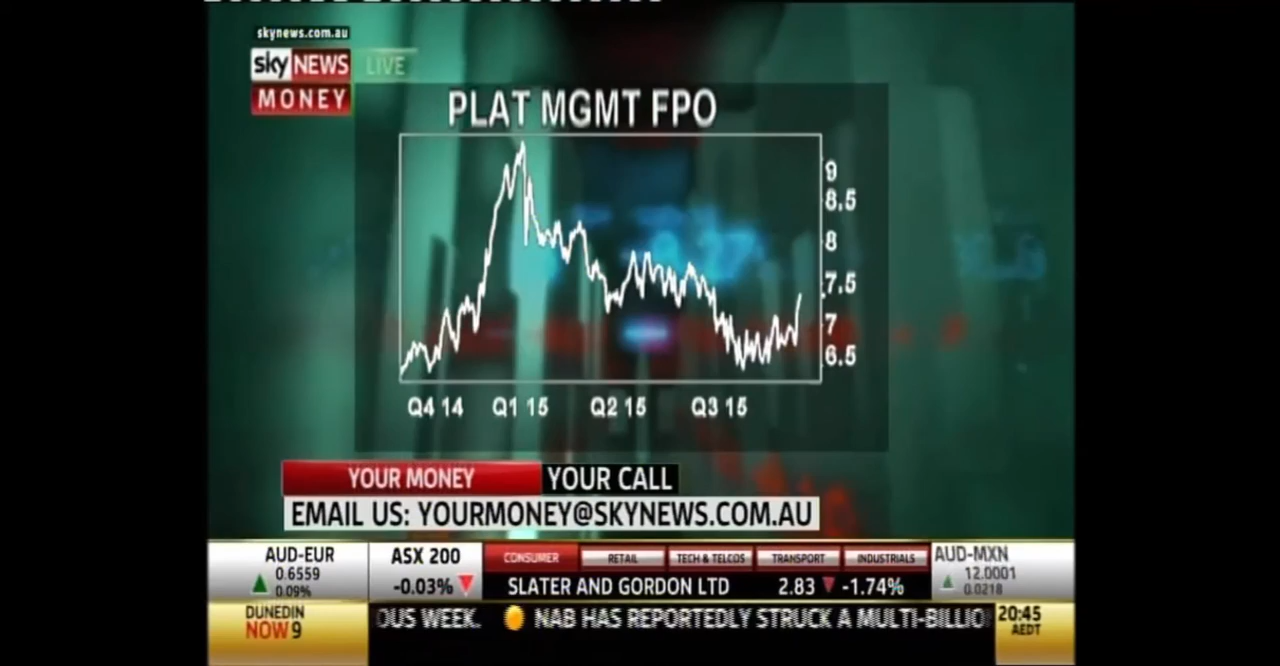 skynews.com.au
sky NEWS LIVE
MONEY
PLAT MGMT FPO
9
8.5
8
7.5
7
6.5
Q4 14 Q1 15 Q2 15 Q3 15
YOUR MONEY YOUR CALL
EMAIL US: YOURMONEY@SKYNEWS.COM.AU
AUD-EUR
0.6559
0.09%
ASX 200
-0.03%
CONSUMER RETAIL TECH & TELCOS TRANSPORT INDUSTRIALS
SLATER AND GORDON LTD 2.83 -1.74%
AUD-MXN
12.0001
0.0218
DUNEDIN
NOW 9
OUS WEEK. NAB HAS REPORTEDLY STRUCK A MULTI-BILLIO
20:45
AEDT